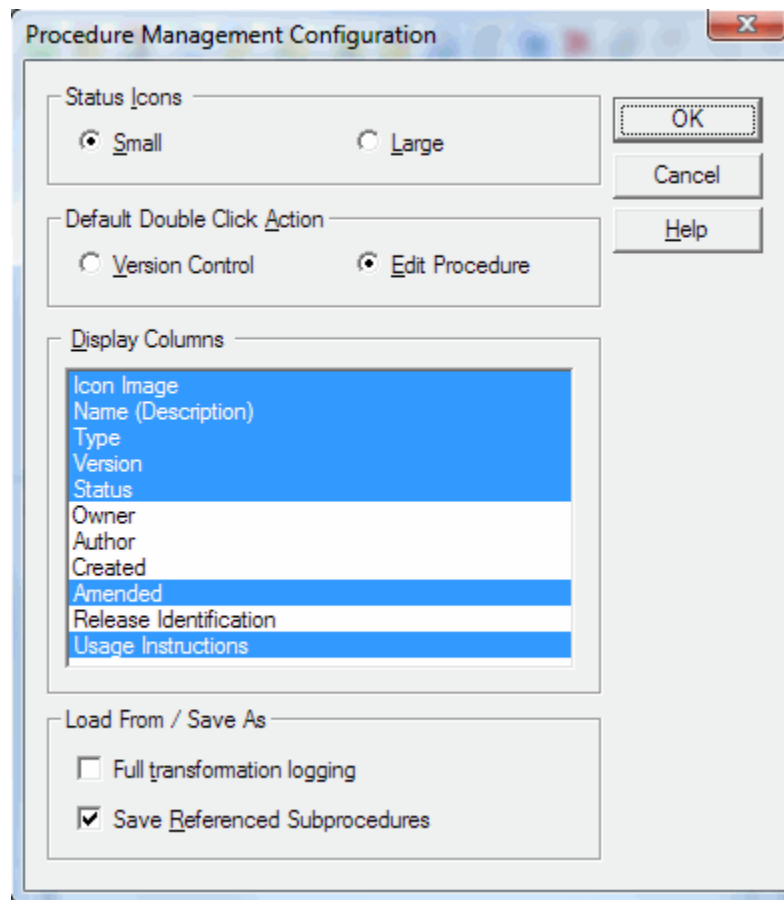 Procedure Management Configuration
Status Icons
Small Large
OK
Cancel
Help
Default Double Click Action
Version Control Edit Procedure
Display Columns
Icon Image
Name (Description)
Type
Version
Status
Owner
Author
Created
Amended
Release Identification
Usage Instructions
Load From / Save As
Full transformation logging
Save Referenced Subprocedures